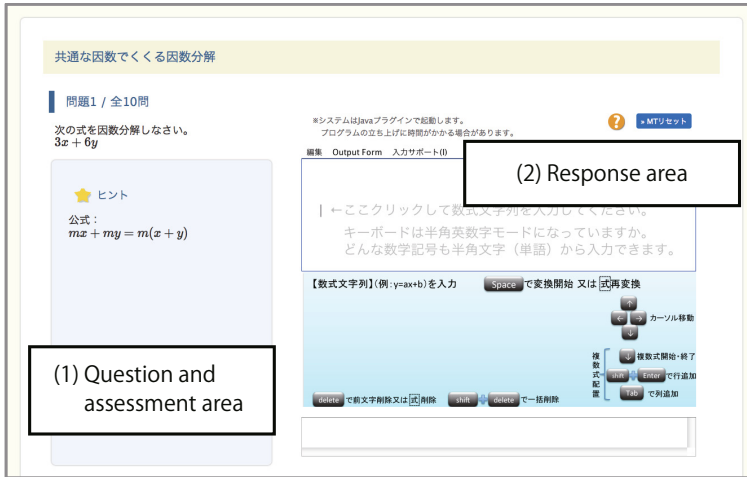 共通な因数でくくる因数分解
問題1 / 全10問
次の式を因数分解しなさい。
3x + 6y
ヒント
公式：
mx + my = m(x + y)
(1) Question and
assessment area
※システムはJavaプラグインで起動します。
プログラムの立ち上げに時間がかかる場合があります。
?
» MTリセット
編集 Output Form 入力サポート(I)
(2) Response area
| ←ここクリックして数式文字列を入力してください。
キーボードは半角英数字モードになっていますか。
どんな数学記号も半角文字（単語）から入力できます。
【数式文字列】(例：y=ax+b)を入力 Space で変換開始 又は 式再変換
↑
← → カーソル移動
↓
複数式配置
↓ 複数式開始・終了
shift Enter で行追加
Tab で列追加
delete で前文字削除又は式削除 shift delete で一括削除